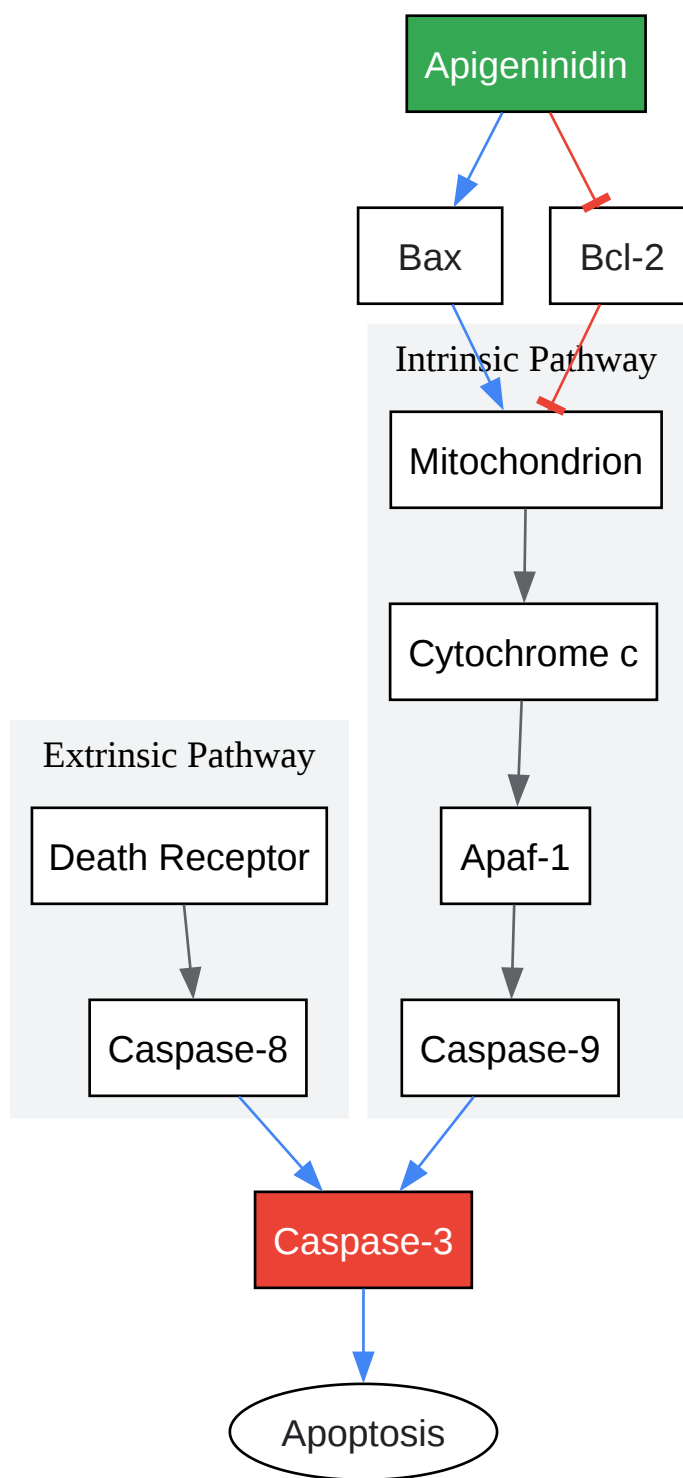 Apigeninidin
Bax
Bcl-2
Intrinsic Pathway
Mitochondrion
Cytochrome c
Extrinsic Pathway
Death Receptor
Apaf-1
Caspase-8
Caspase-9
Caspase-3
Apoptosis